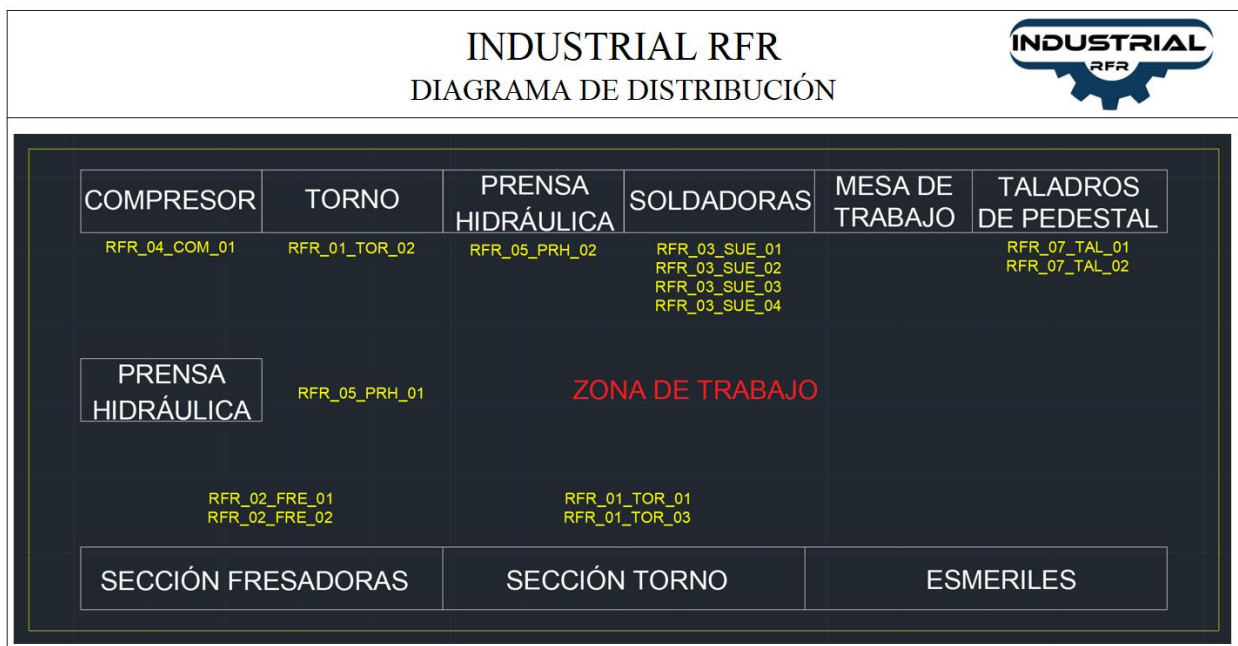 INDUSTRIAL RFR
DIAGRAMA DE DISTRIBUCIÓN
INDUSTRIAL
RFR
COMPRESOR
RFR_04_COM_01
TORNO
RFR_01_TOR_02
PRENSA
HIDRÁULICA
RFR_05_PRH_02
SOLDADORAS
RFR_03_SUE_01
RFR_03_SUE_02
RFR_03_SUE_03
RFR_03_SUE_04
MESA DE
TRABAJO
TALADROS
DE PEDESTAL
RFR_07_TAL_01
RFR_07_TAL_02
PRENSA
HIDRÁULICA
RFR_05_PRH_01
ZONA DE TRABAJO
RFR_02_FRE_01
RFR_02_FRE_02
SECCIÓN FRESADORAS
RFR_01_TOR_01
RFR_01_TOR_03
SECCIÓN TORNO
ESMERILES